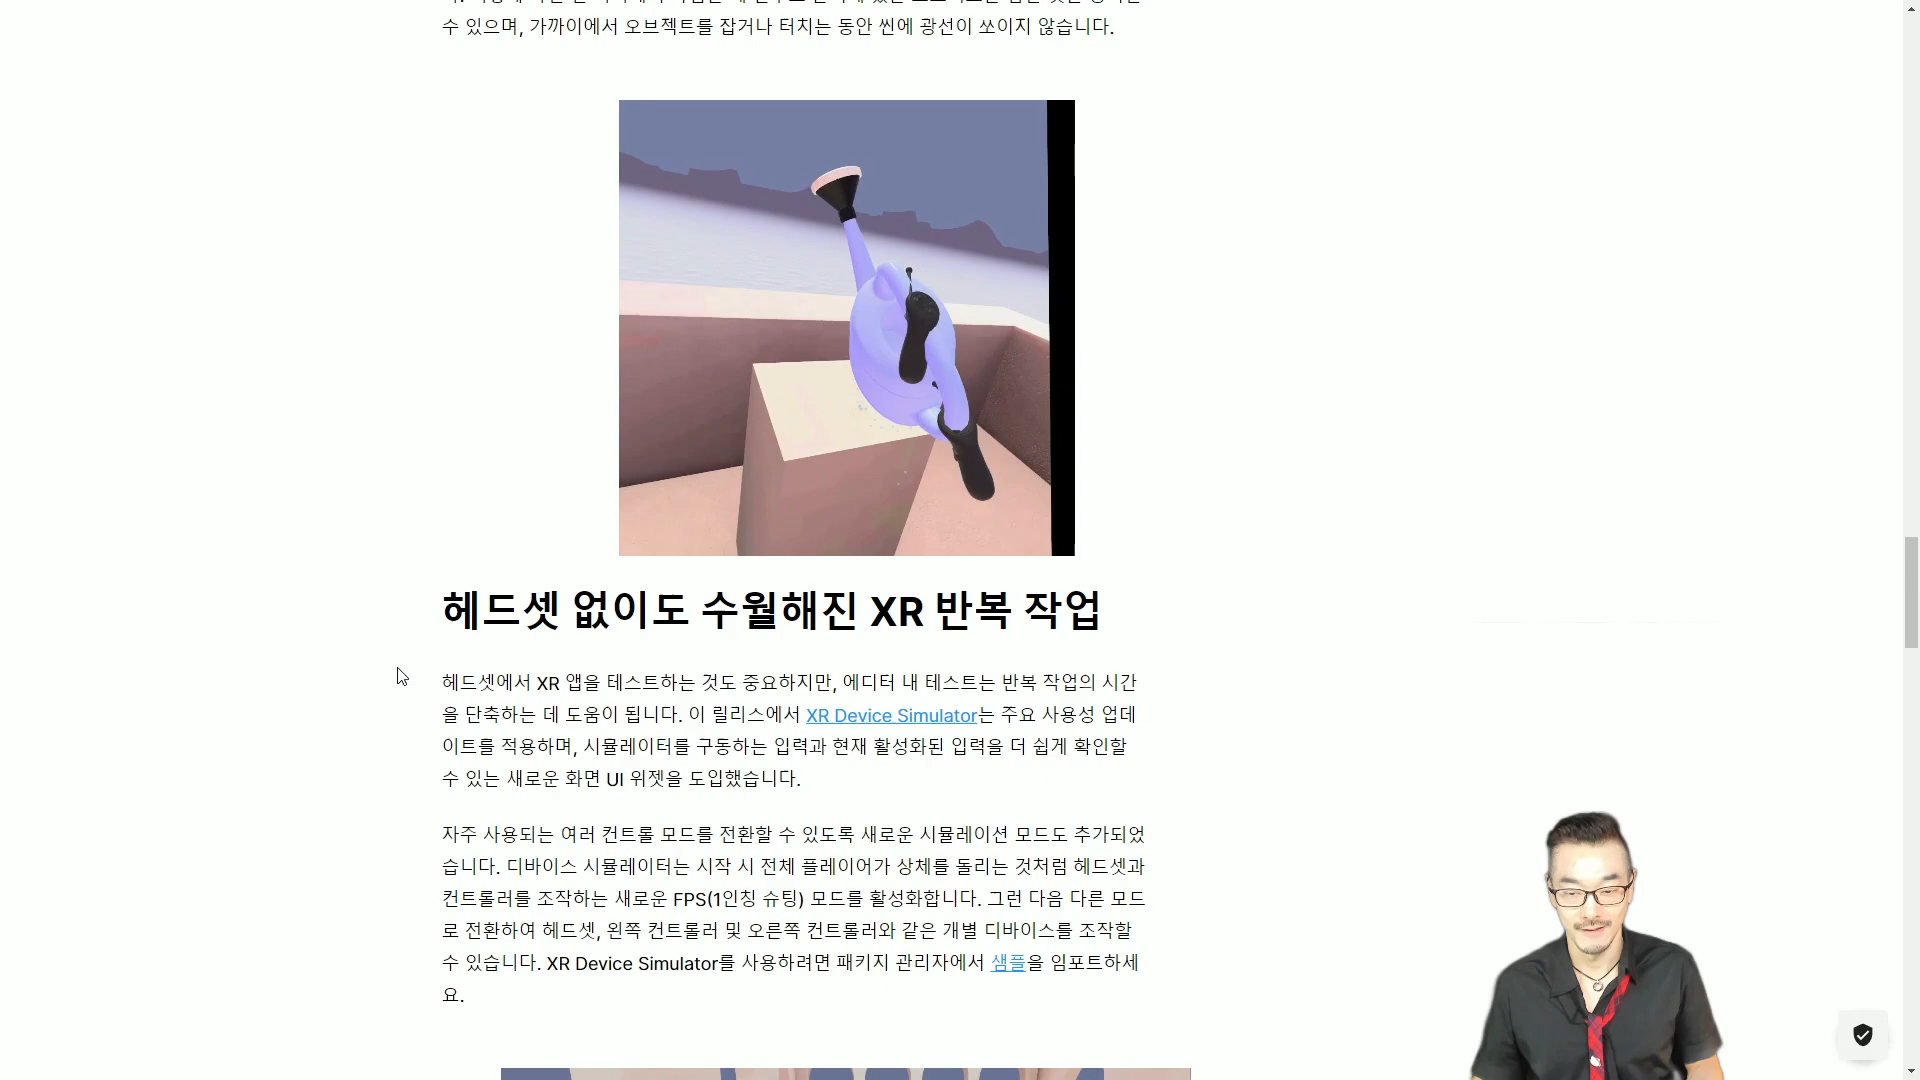 수 있으며, 가까이에서 오브젝트를 잡거나 터치는 동안 씬에 광선이 쏘이지 않습니다.
헤드셋 없이도 수월해진 XR 반복 작업
헤드셋에서 XR 앱을 테스트하는 것도 중요하지만, 에디터 내 테스트는 반복 작업의 시간
을 단축하는 데 도움이 됩니다. 이 릴리스에서 XR Device Simulator는 주요 사용성 업데
이트를 적용하며, 시뮬레이터를 구동하는 입력과 현재 활성화된 입력을 더 쉽게 확인할
수 있는 새로운 화면 UI 위젯을 도입했습니다.
자주 사용되는 여러 컨트롤 모드를 전환할 수 있도록 새로운 시뮬레이션 모드도 추가되었
습니다. 디바이스 시뮬레이터는 시작 시 전체 플레이어가 상체를 돌리는 것처럼 헤드셋과
컨트롤러를 조작하는 새로운 FPS(1인칭 슈팅) 모드를 활성화합니다. 그런 다음 다른 모드
로 전환하여 헤드셋, 왼쪽 컨트롤러 및 오른쪽 컨트롤러와 같은 개별 디바이스를 조작할
수 있습니다. XR Device Simulator를 사용하려면 패키지 관리자에서 샘플을 임포트하세
요.